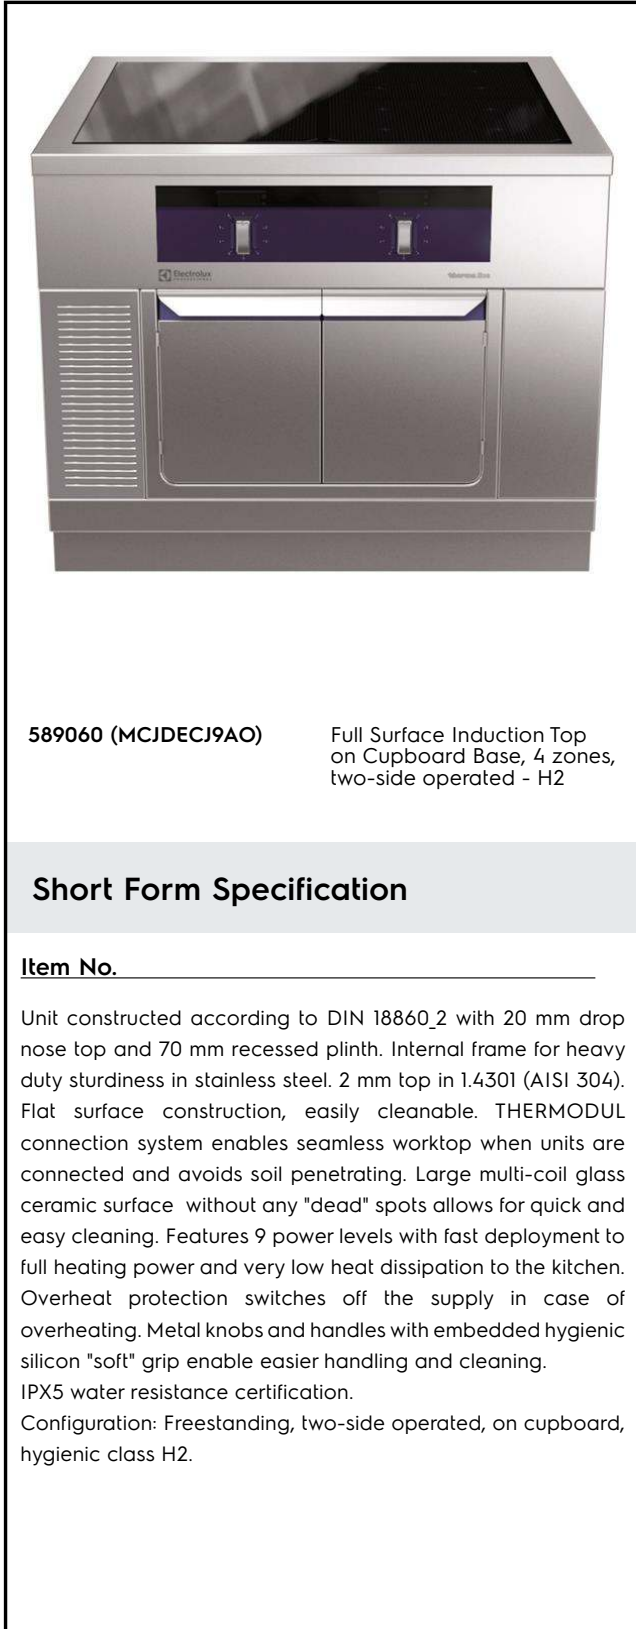 Electrolux
PROFESSIONAL
thermaline
589060 (MCJDECJ9AO)
Full Surface Induction Top
on Cupboard Base, 4 zones,
two-side operated - H2
Short Form Specification
Item No.
Unit constructed according to DIN 18860_2 with 20 mm drop
nose top and 70 mm recessed plinth. Internal frame for heavy
duty sturdiness in stainless steel. 2 mm top in 1.4301 (AISI 304).
Flat surface construction, easily cleanable. THERMODUL
connection system enables seamless worktop when units are
connected and avoids soil penetrating. Large multi-coil glass
ceramic surface without any "dead" spots allows for quick and
easy cleaning. Features 9 power levels with fast deployment to
full heating power and very low heat dissipation to the kitchen.
Overheat protection switches off the supply in case of
overheating. Metal knobs and handles with embedded hygienic
silicon "soft" grip enable easier handling and cleaning.
IPX5 water resistance certification.
Configuration: Freestanding, two-side operated, on cupboard,
hygienic class H2.